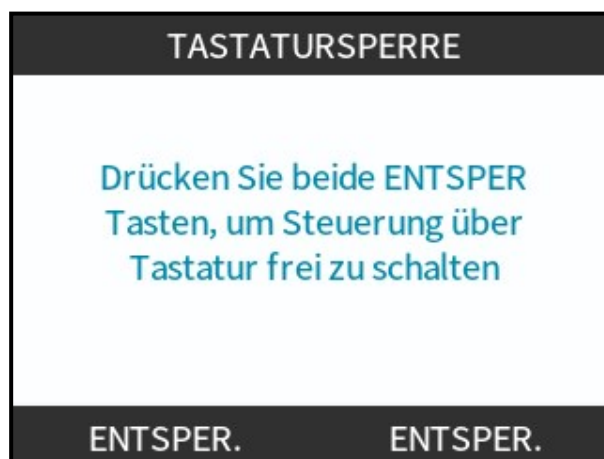 TASTATURSPERRE
Drücken Sie beide ENTSPER
Tasten, um Steuerung über
Tastatur frei zu schalten
ENTSPER. ENTSPER.